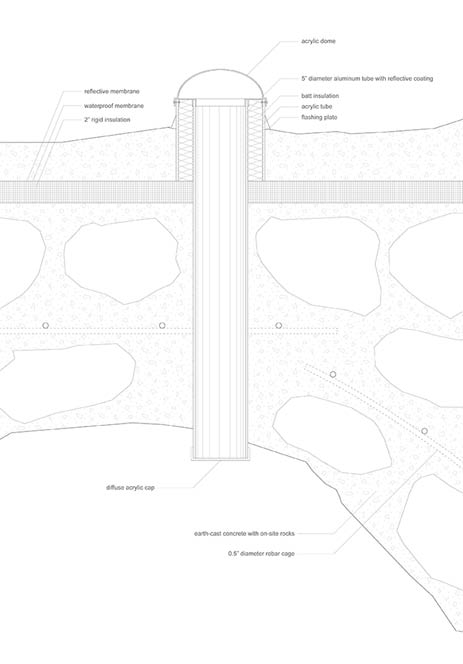 acrylic dome
5" diameter aluminum tube with reflective coating
reflective membrane
batt insulation
waterproof membrane
acrylic tube
2" rigid insulation
flushing plate
diffuse acrylic cap
earth-cast concrete with on-site rocks
0.5" diameter rebar cage